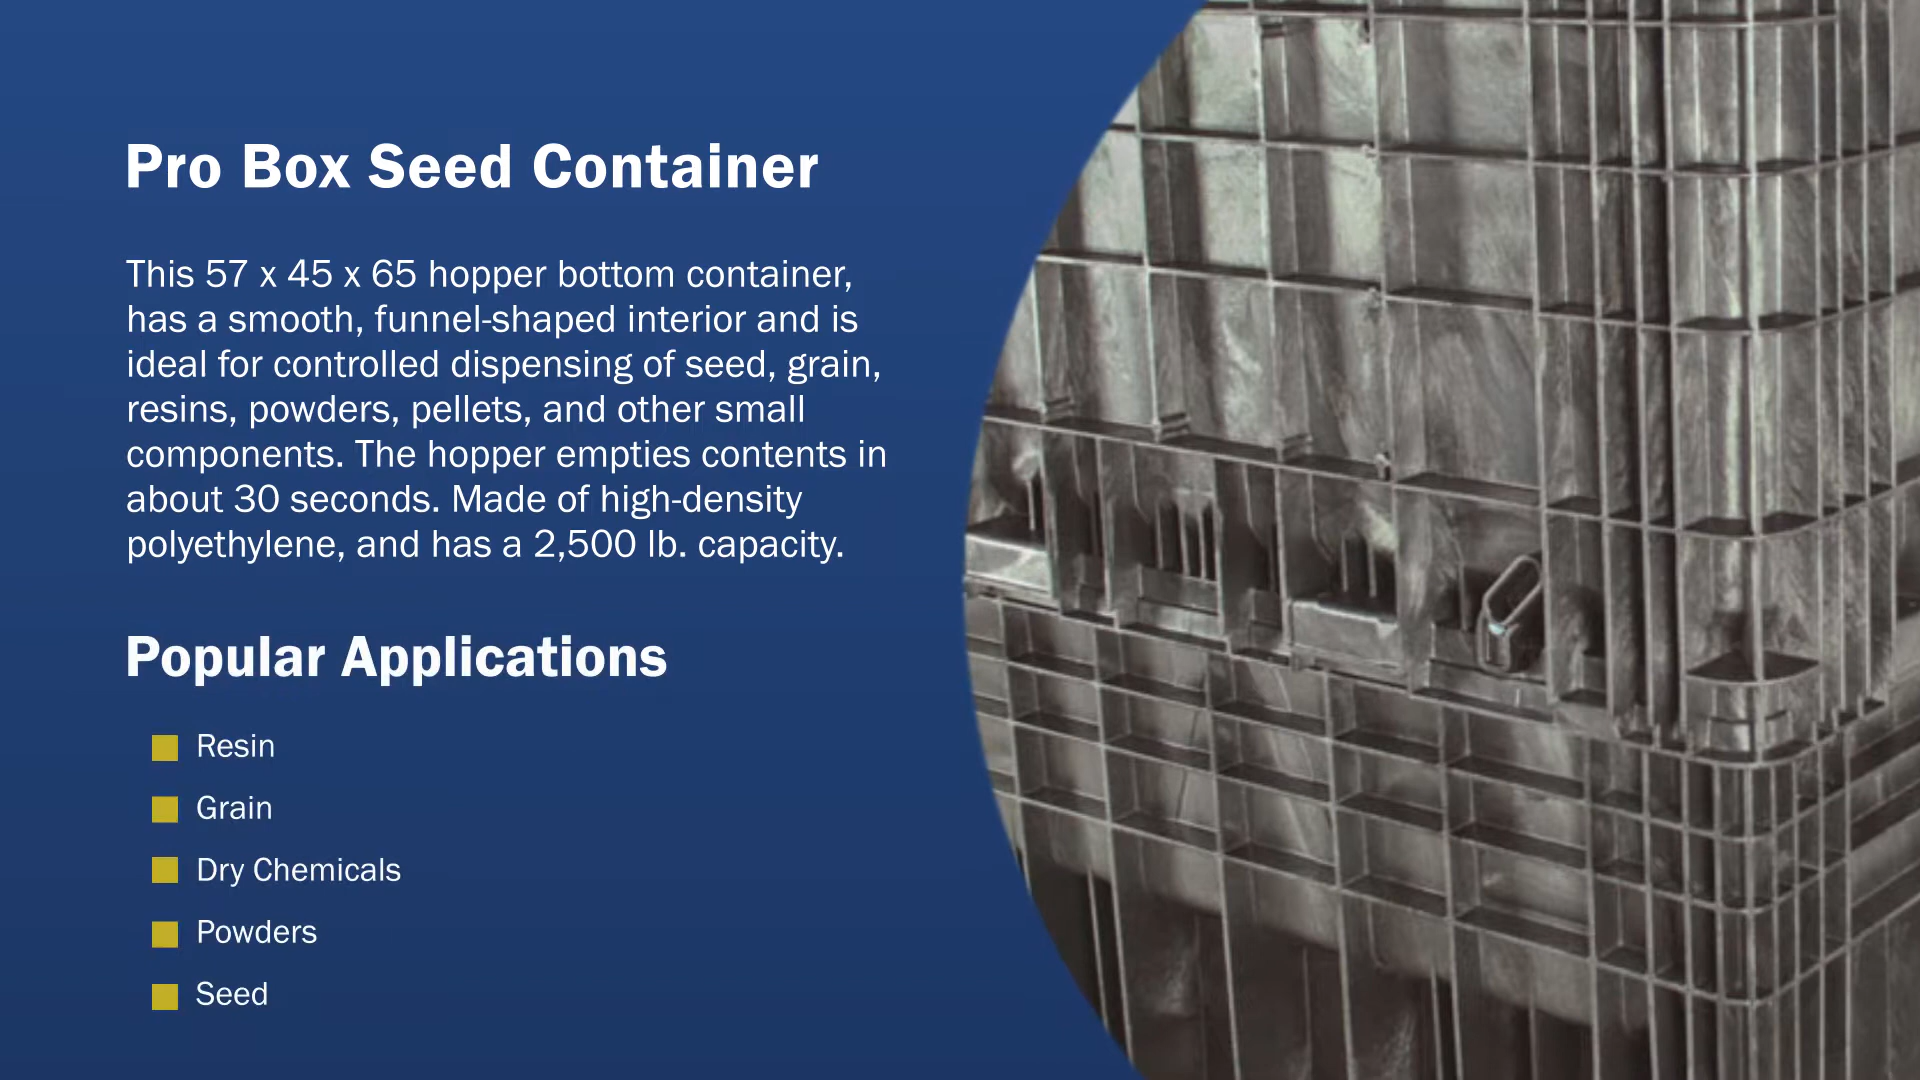 Pro Box Seed Container
This 57 x 45 x 65 hopper bottom container,
has a smooth, funnel-shaped interior and is
ideal for controlled dispensing of seed, grain,
resins, powders, pellets, and other small
components. The hopper empties contents in
about 30 seconds. Made of high-density
polyethylene, and has a 2,500 lb. capacity.
Popular Applications
Resin
Grain
Dry Chemicals
Powders
Seed